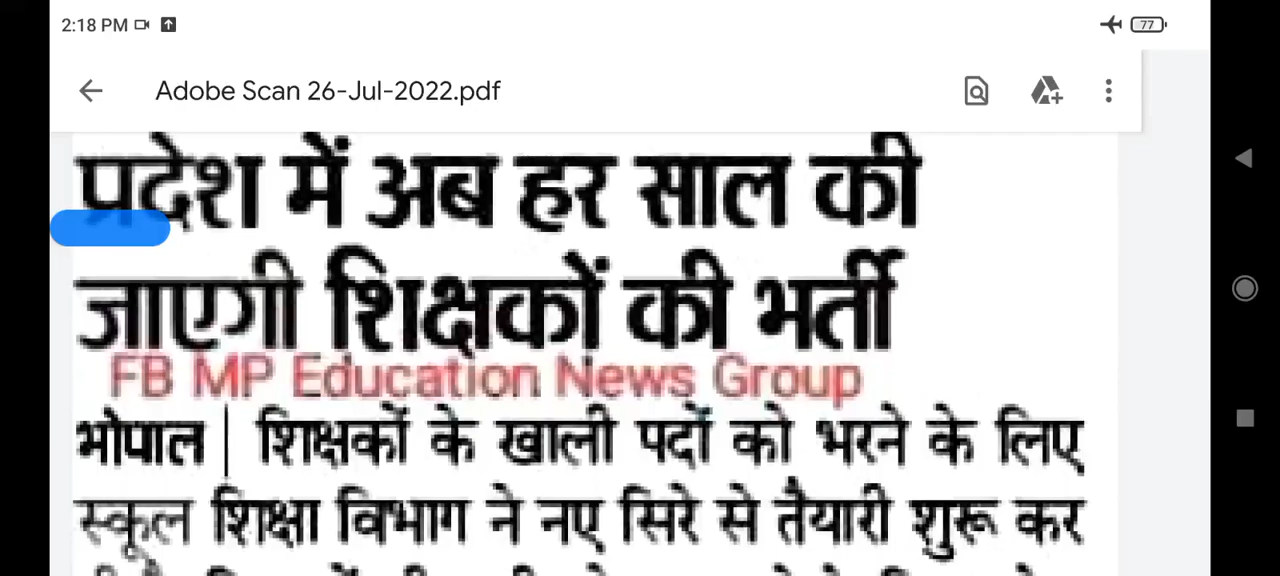 2:18 PM
77
Adobe Scan 26-Jul-2022.pdf
प्रदेश में अब हर साल की
जाएगी शिक्षकों की भर्ती
FB MP Education News Group
भोपाल| शिक्षकों के खाली पदों को भरने के लिए
स्कूल शिक्षा विभाग ने नए सिरे से तैयारी शुरू कर